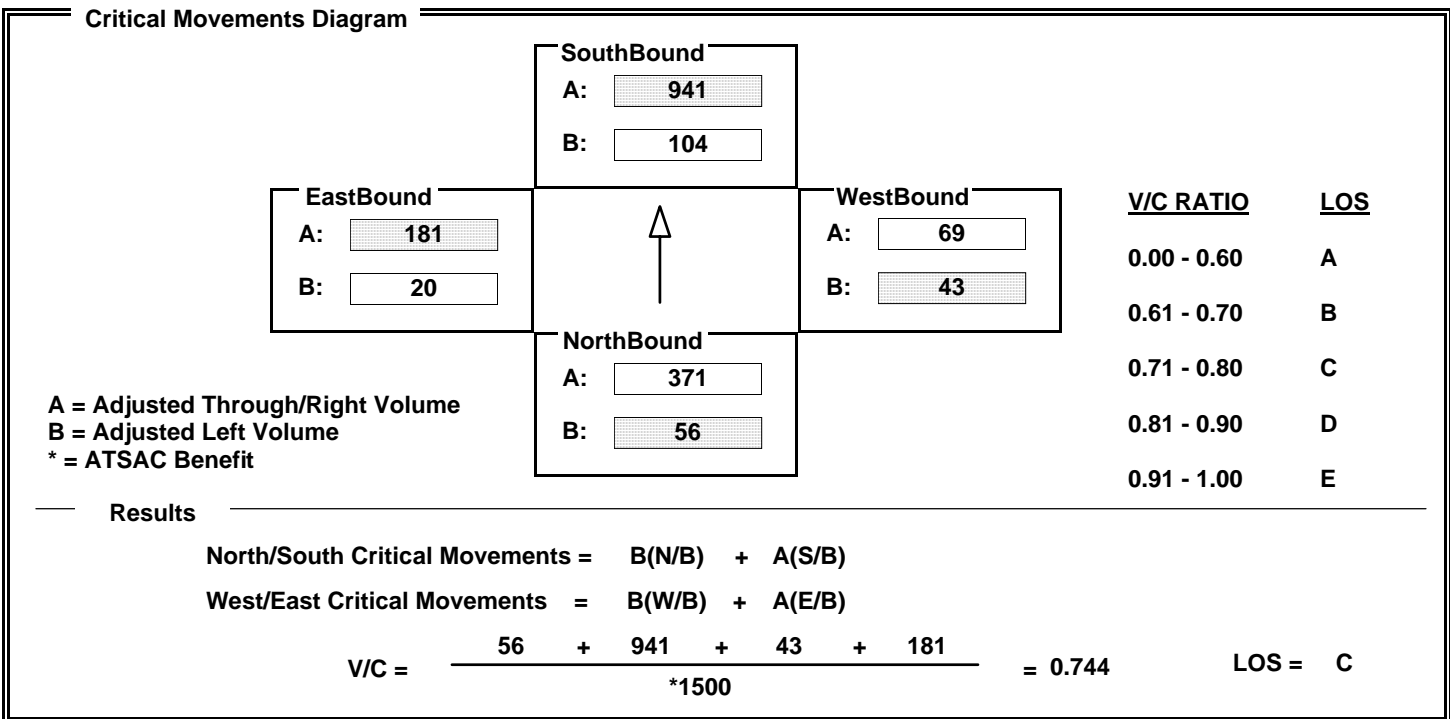 Critical Movements Diagram
SouthBound
A: 941
B: 104
EastBound
A: 181
B: 20
WestBound
A: 69
B: 43
NorthBound
A: 371
B: 56
V/C RATIO LOS
0.00 - 0.60 A
0.61 - 0.70 B
0.71 - 0.80 C
0.81 - 0.90 D
0.91 - 1.00 E
A = Adjusted Through/Right Volume
B = Adjusted Left Volume
* = ATSAC Benefit
Results
North/South Critical Movements = B(N/B) + A(S/B)
West/East Critical Movements = B(W/B) + A(E/B)
V/C = 56 + 941 + 43 + 181 = 0.744 LOS = C
*1500